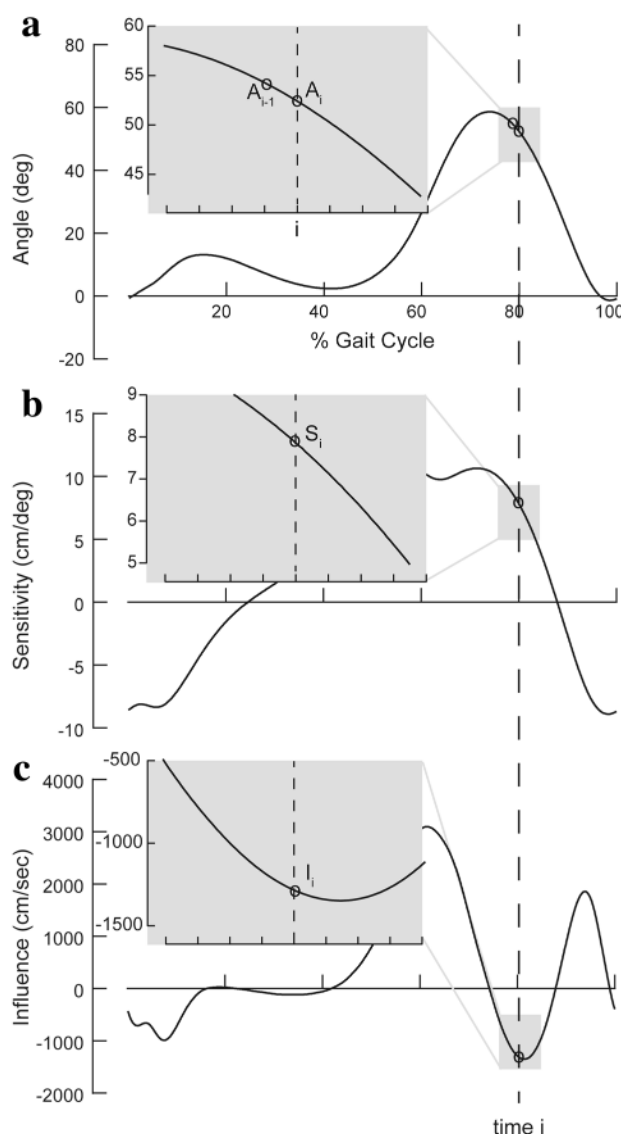 a
80
60
40
20
0
-20
Angle (deg)
60
55
50
45
A_{i-1}
A_i
i
20
40
60
80
100
% Gait Cycle
b
15
10
5
0
-5
-10
Sensitivity (cm/deg)
9
8
7
6
5
S_i
c
4000
3000
2000
1000
0
-1000
-2000
Influence (cm/sec)
-500
-1000
-1500
I_i
time i